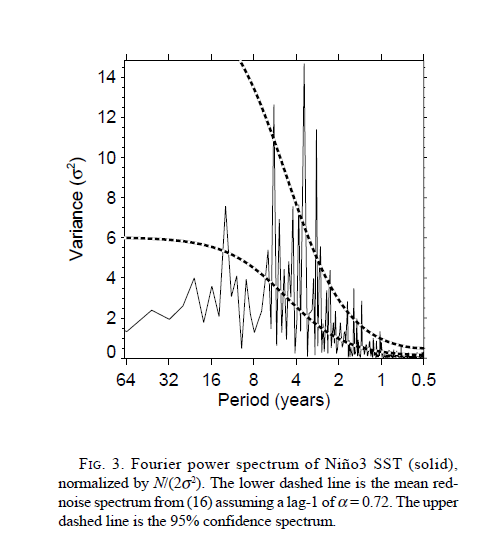 14
12
10
8
6
4
2
0
Variance (σ²)
64 32 16 8 4 2 1 0.5
Period (years)
FIG. 3. Fourier power spectrum of Niño3 SST (solid),
normalized by N/(2σ²). The lower dashed line is the mean red-
noise spectrum from (16) assuming a lag-1 of α = 0.72. The upper
dashed line is the 95% confidence spectrum.